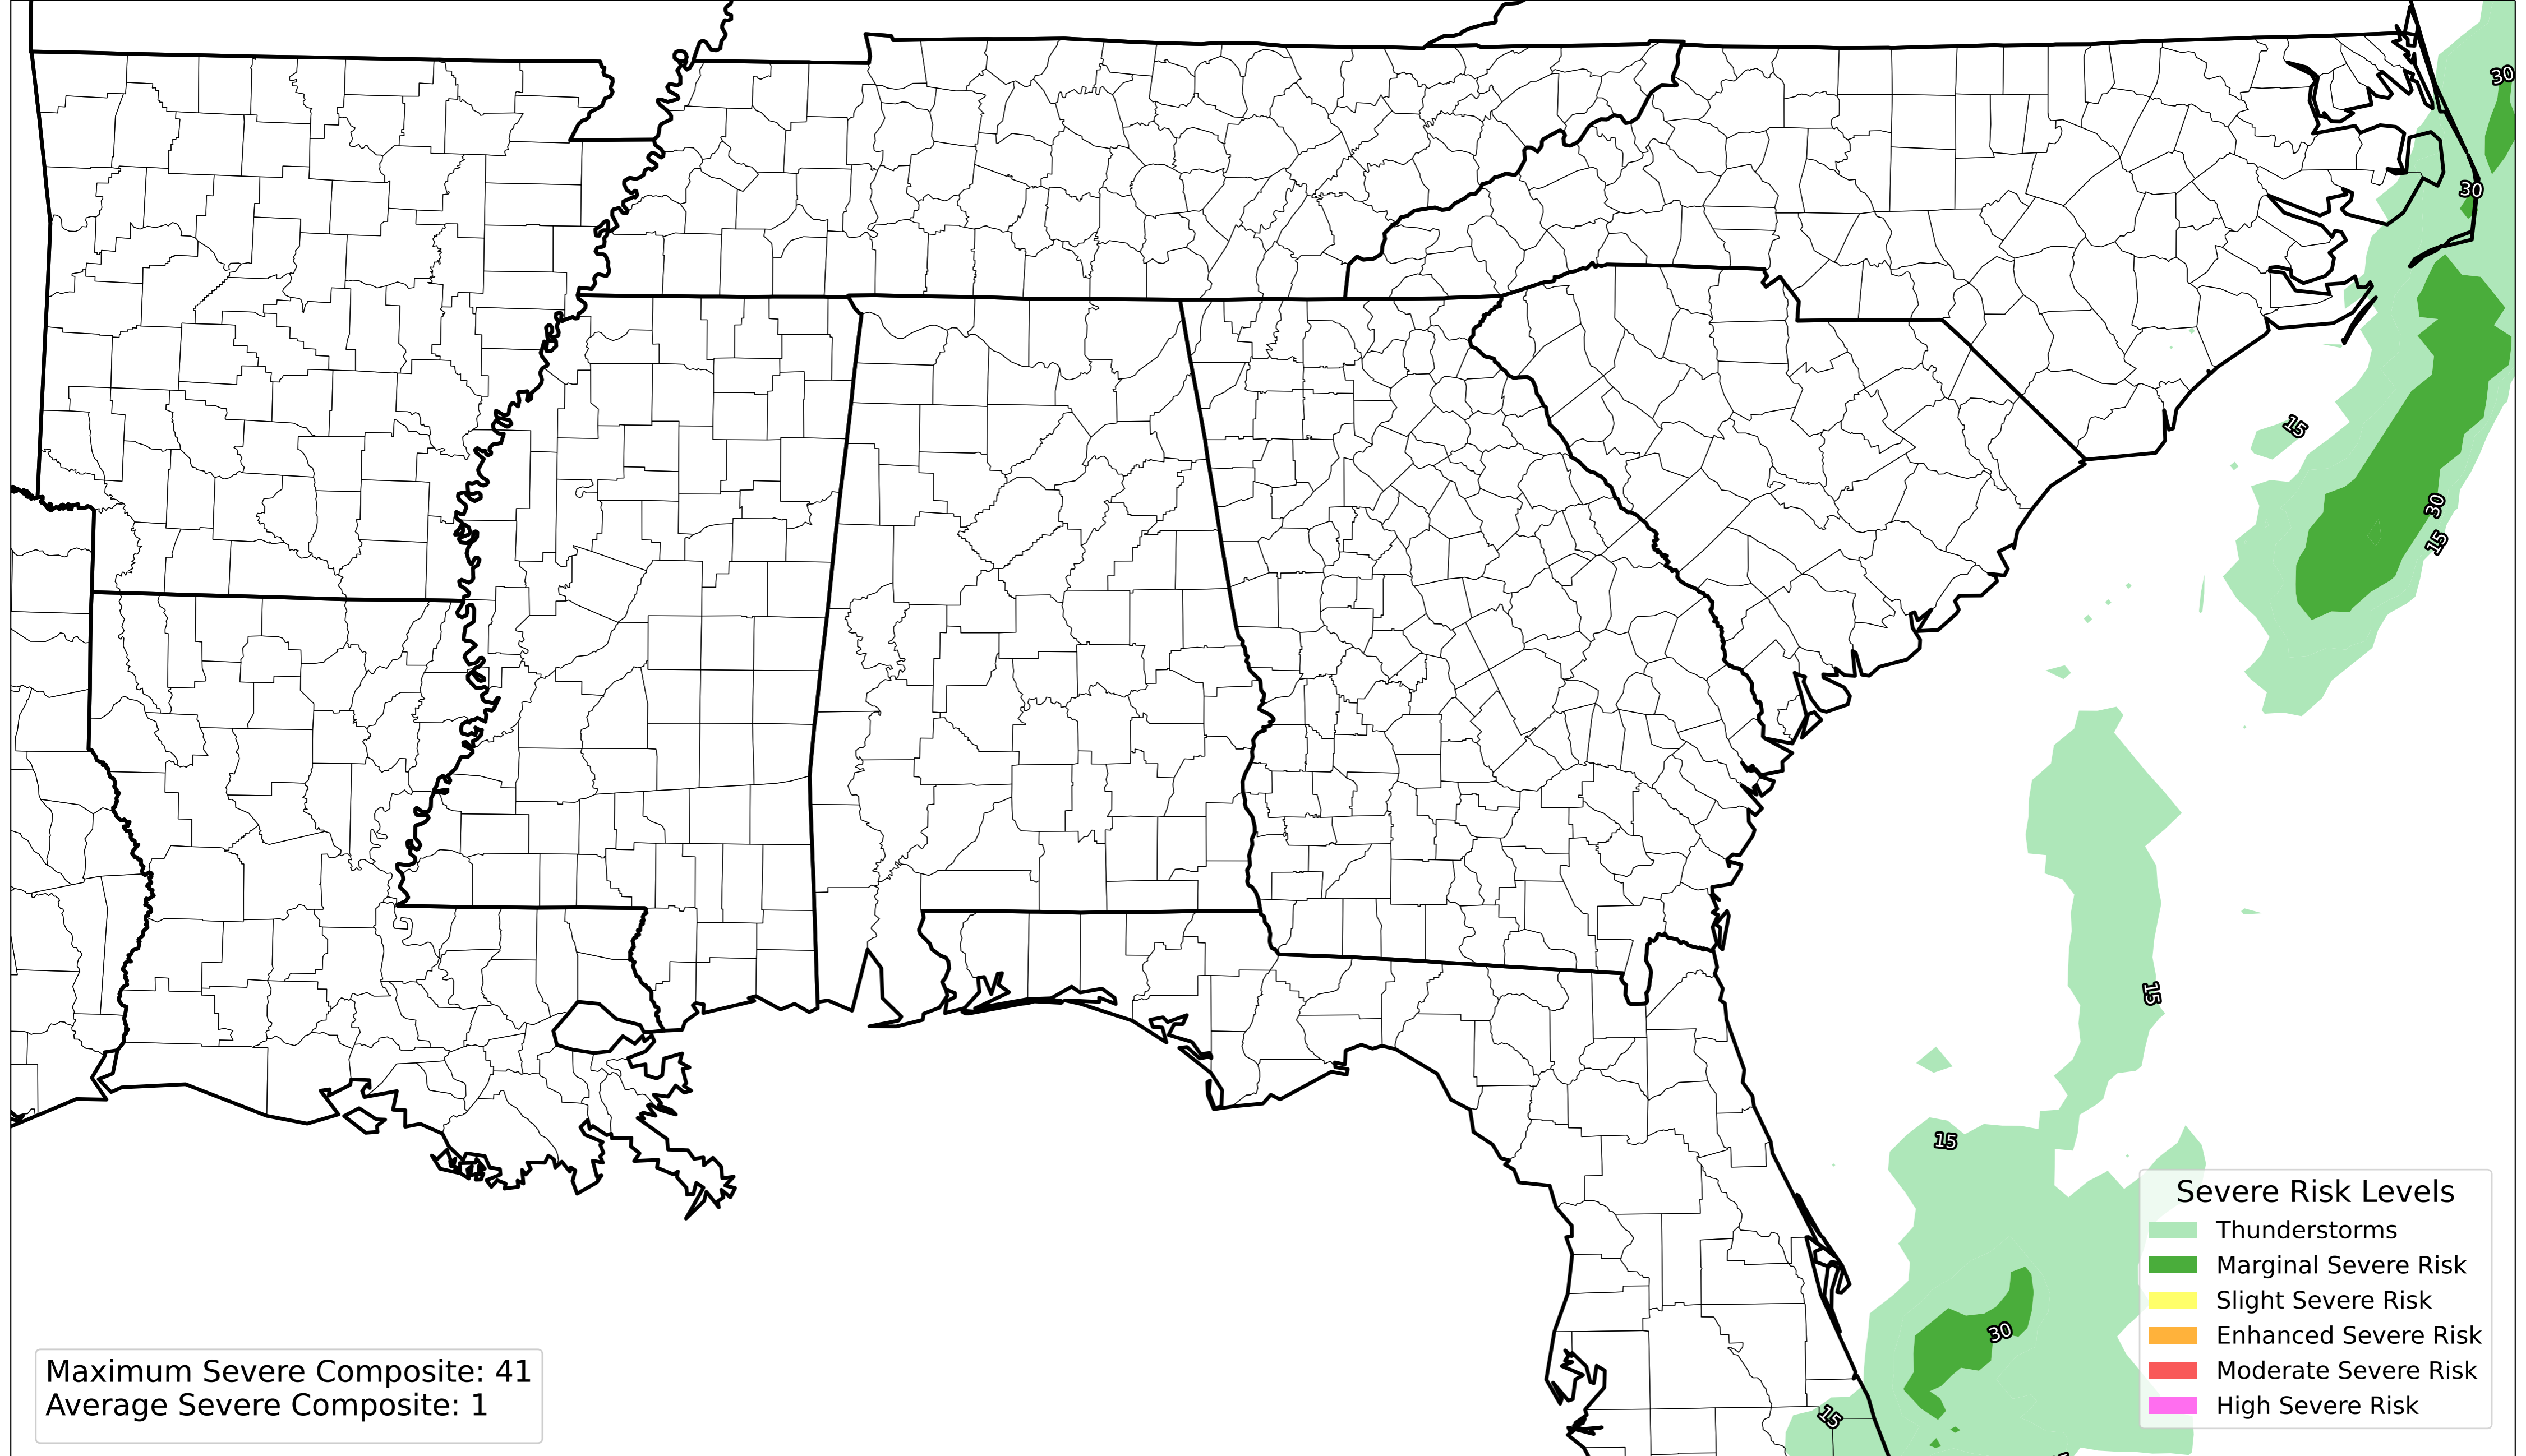 30
30
15
30
15
15
15
30
15
Severe Risk Levels
Thunderstorms
Marginal Severe Risk
Slight Severe Risk
Enhanced Severe Risk
Moderate Severe Risk
High Severe Risk
Maximum Severe Composite: 41
Average Severe Composite: 1